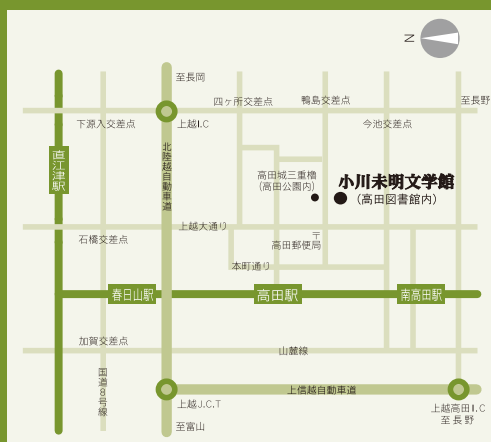 N
至長岡
四ヶ所交差点
鴨島交差点
至長野
下源入交差点
上越I.C
今池交差点
直江津駅
北陸越自動車道
高田城三重櫓
(高田公園内)
小川未明文学館
(高田図書館内)
上越大通り
石橋交差点
〒
高田郵便局
本町通り
春日山駅
高田駅
南高田駅
加賀交差点
山麓線
国道8号線
上信越自動車道
上越J.C.T
上越高田I.C
至長野
至富山